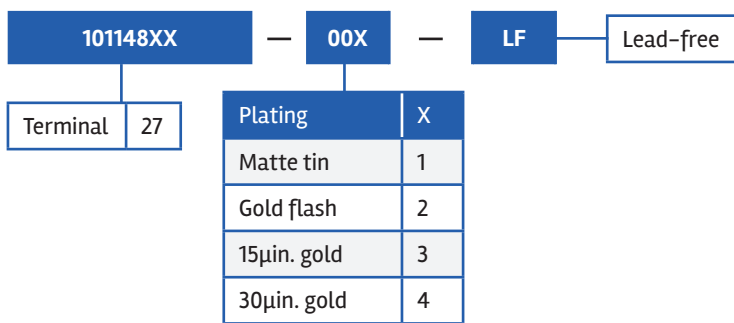 101148XX — 00X — LF Lead-free
Terminal 27
Plating X
Matte tin 1
Gold flash 2
15µin. gold 3
30µin. gold 4